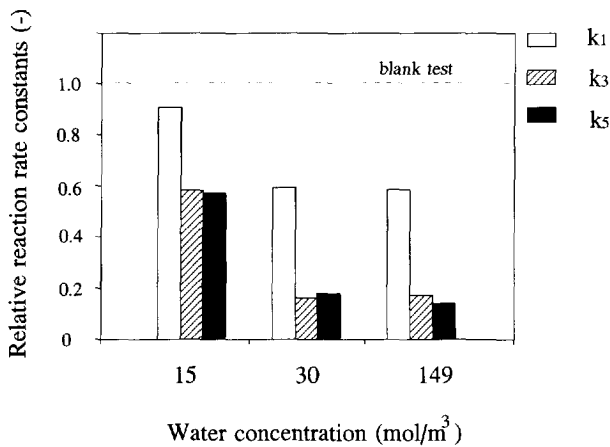 Relative reaction rate constants (-)
1.0
0.8
0.6
0.4
0.2
0
blank test
k1
k3
k5
15 30 149
Water concentration (mol/m3)